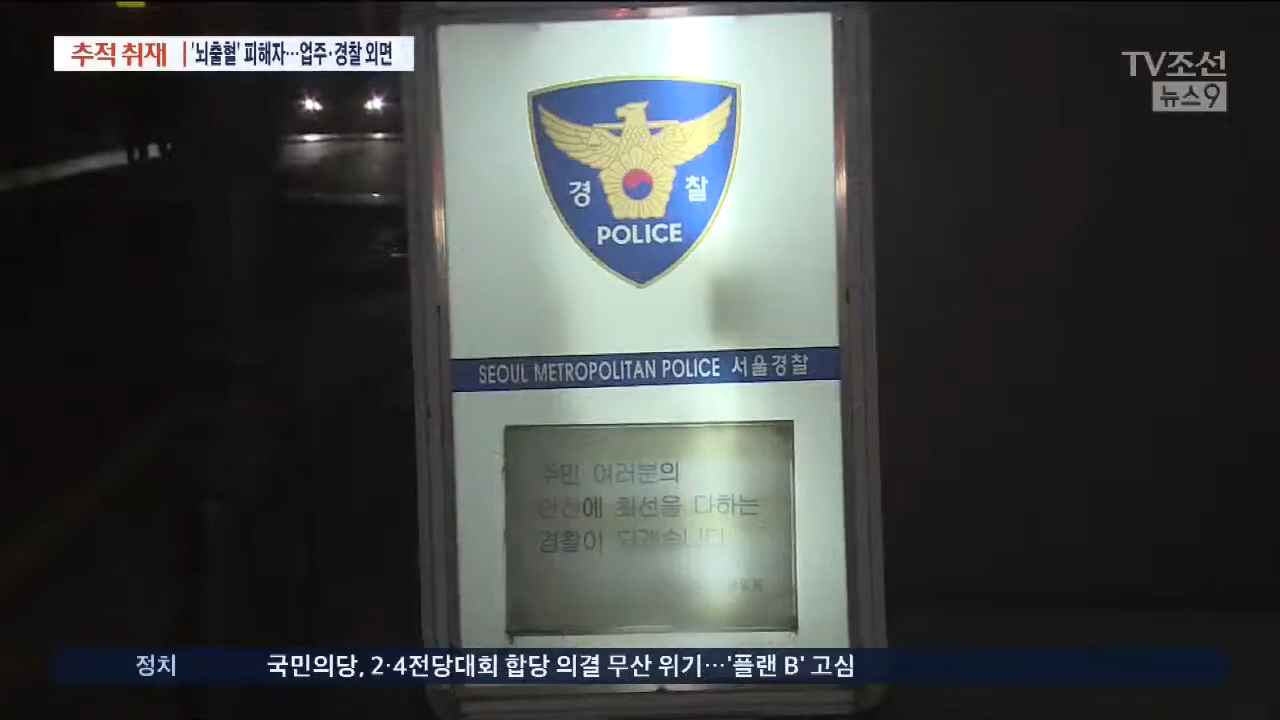 추적 취재 '뇌출혈' 피해자…업주·경찰 외면
TV조선
뉴스9
경 찰
POLICE
SEOUL METROPOLITAN POLICE 서울경찰
주민 여러분의
안전에 최선을 다하는
경찰이 되겠습니다
정치 국민의당, 2·4전당대회 합당 의결 무산 위기…'플랜 B' 고심